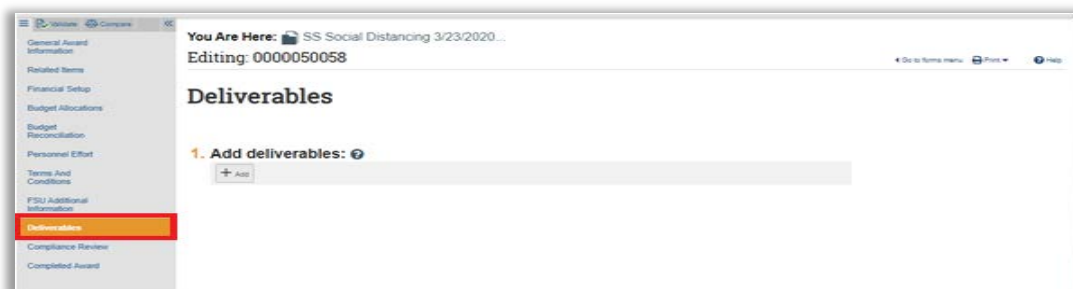 Validate Compare
You Are Here: SS Social Distancing 3/23/2020...
Editing: 0000050058
Go to forms menu Print Help
General Award
Information
Related Items
Financial Setup
Budget Allocations
Budget
Reconciliation
Personnel Effort
Terms And
Conditions
FSU Additional
Information
Deliverables
Compliance Review
Completed Award
Deliverables
1. Add deliverables:
+ Add